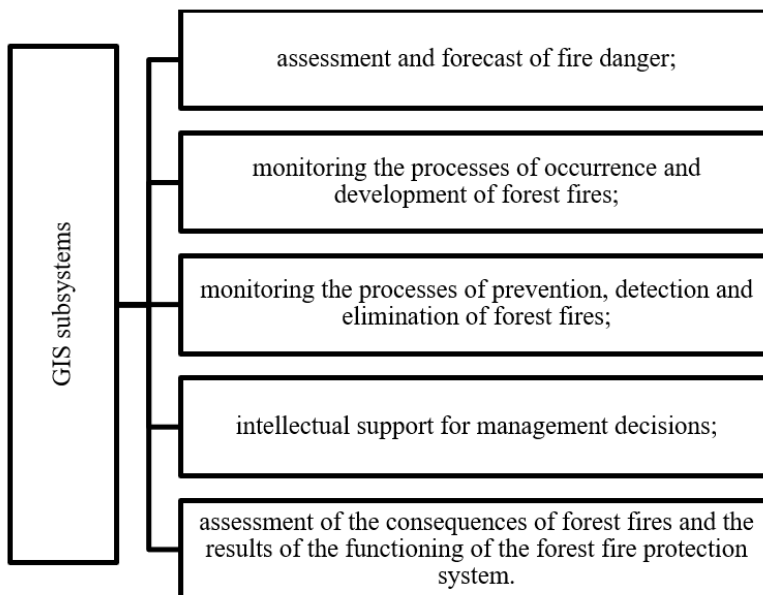 GIS subsystems
assessment and forecast of fire danger;
monitoring the processes of occurrence and
development of forest fires;
monitoring the processes of prevention, detection and
elimination of forest fires;
intellectual support for management decisions;
assessment of the consequences of forest fires and the
results of the functioning of the forest fire protection
system.